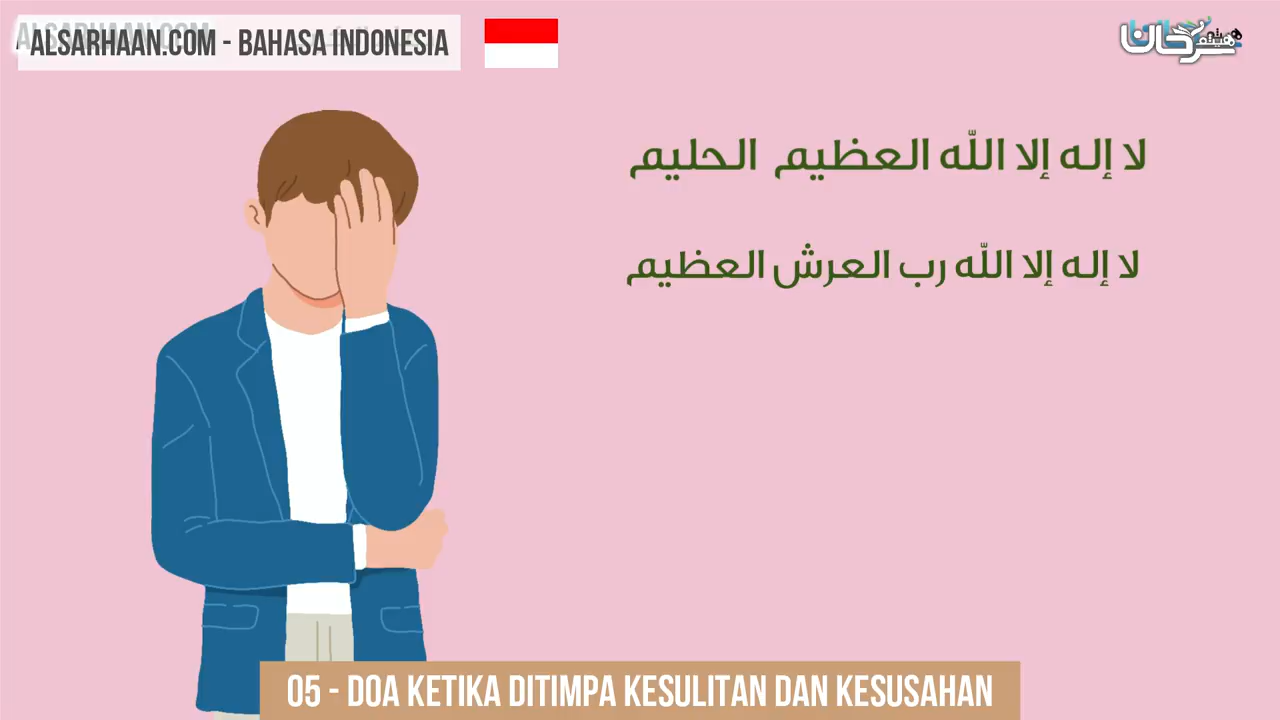 ALSARHAAN.COM - BAHASA INDONESIA
لا إله إلا اللّه العظيم الحليم
لا إله إلا اللّه رب العرش العظيم
05 - DOA KETIKA DITIMPA KESULITAN DAN KESUSAHAN